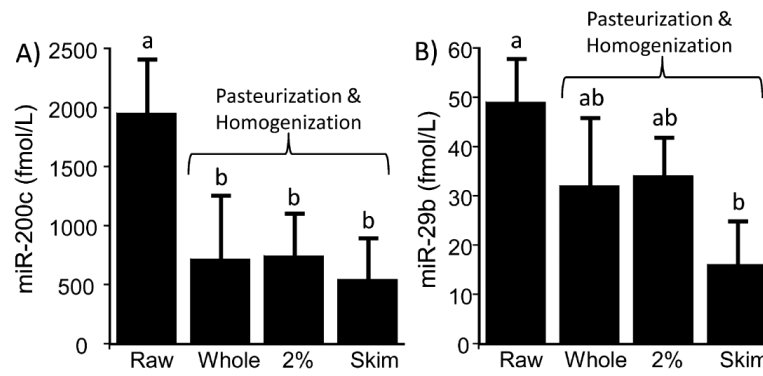 A)
miR-200c (fmol/L)
2500
2000
1500
1000
500
0
a
Pasteurization &
Homogenization
b
b
b
Raw
Whole
2%
Skim
B)
miR-29b (fmol/L)
60
50
40
30
20
10
0
a
Pasteurization &
Homogenization
ab
ab
b
Raw
Whole
2%
Skim